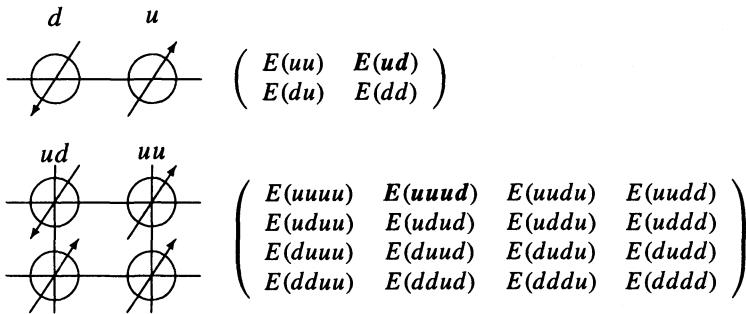 d u
E(uu) E(ud)
E(du) E(dd)
ud uu
E(uuuu) E(uuud) E(uudu) E(uudd)
E(uduu) E(udud) E(uddu) E(uddd)
E(duuu) E(duud) E(dudu) E(dudd)
E(dduu) E(ddud) E(dddu) E(dddd)